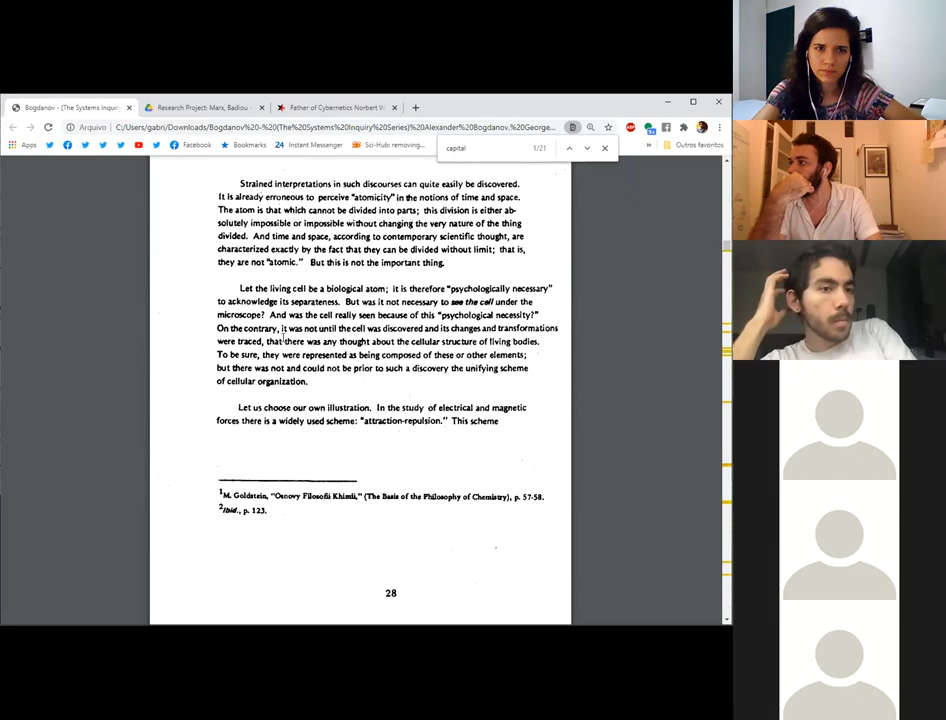 Bogdanov - (The Systems Inquir
Research Project: Marx, Badiou -
Father of Cybernetics Norbert W
Arquivo C:/Users/gabri/Downloads/Bogdanov%20-%20(The%20Systems%20Inquiry%20Series)%20Alexander%20Bogdanov,%20George...
Apps Facebook Bookmarks Instant Messenger Sci-Hub: removing... Outros favoritos
capital 1/21
Strained interpretations in such discourses can quite easily be discovered.
It is already erroneous to perceive "atomicity" in the notions of time and space.
The atom is that which cannot be divided into parts; this division is either ab-
solutely impossible or impossible without changing the very nature of the thing
divided. And time and space, according to contemporary scientific thought, are
characterized exactly by the fact that they can be divided without limit; that is,
they are not "atomic." But this is not the important thing.
Let the living cell be a biological atom; it is therefore "psychologically necessary"
to acknowledge its separateness. But was it not necessary to see the cell under the
microscope? And was the cell really seen because of this "psychological necessity?"
On the contrary, it was not until the cell was discovered and its changes and transformations
were traced, that there was any thought about the cellular structure of living bodies.
To be sure, they were represented as being composed of these or other elements;
but there was not and could not be prior to such a discovery the unifying scheme
of cellular organization.
Let us choose our own illustration. In the study of electrical and magnetic
forces there is a widely used scheme: "attraction-repulsion." This scheme
1M. Goldstein, "Osnovy Filosofii Khimii," (The Basis of the Philosophy of Chemistry), p. 57-58.
2Ibid., p. 123.
28